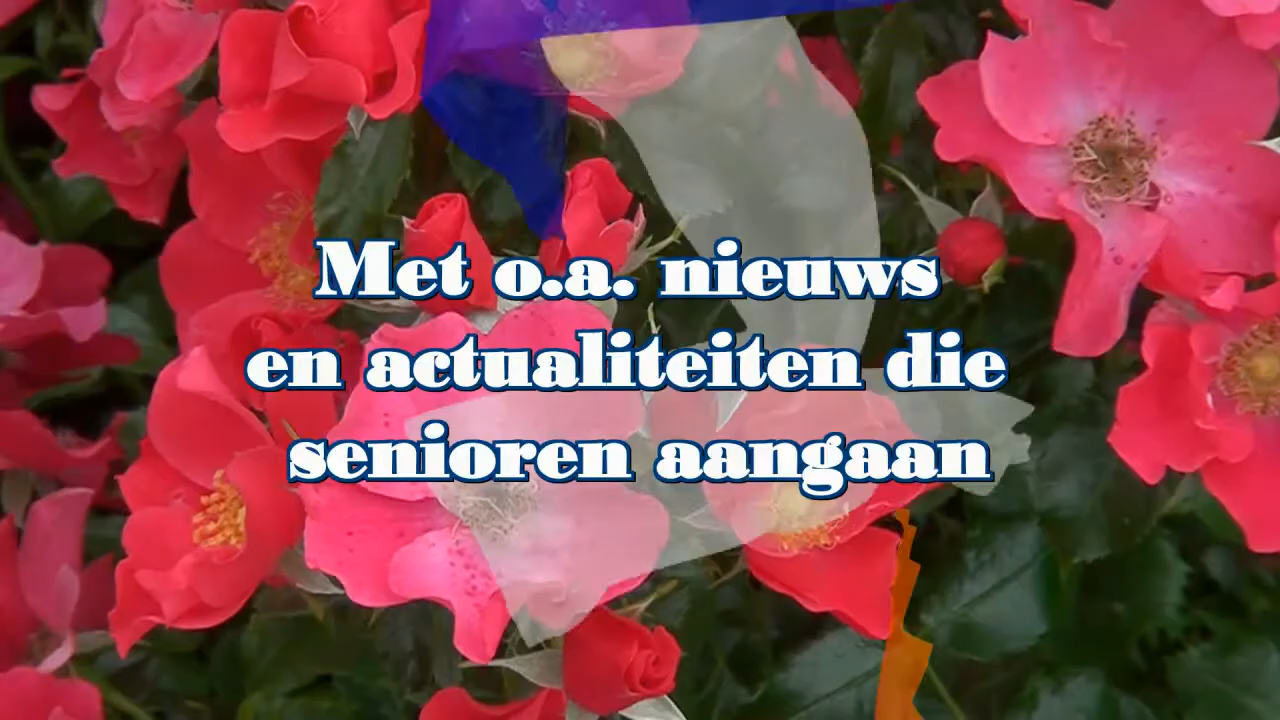 Met o.a. nieuws
en actualiteiten die
senioren aangaan